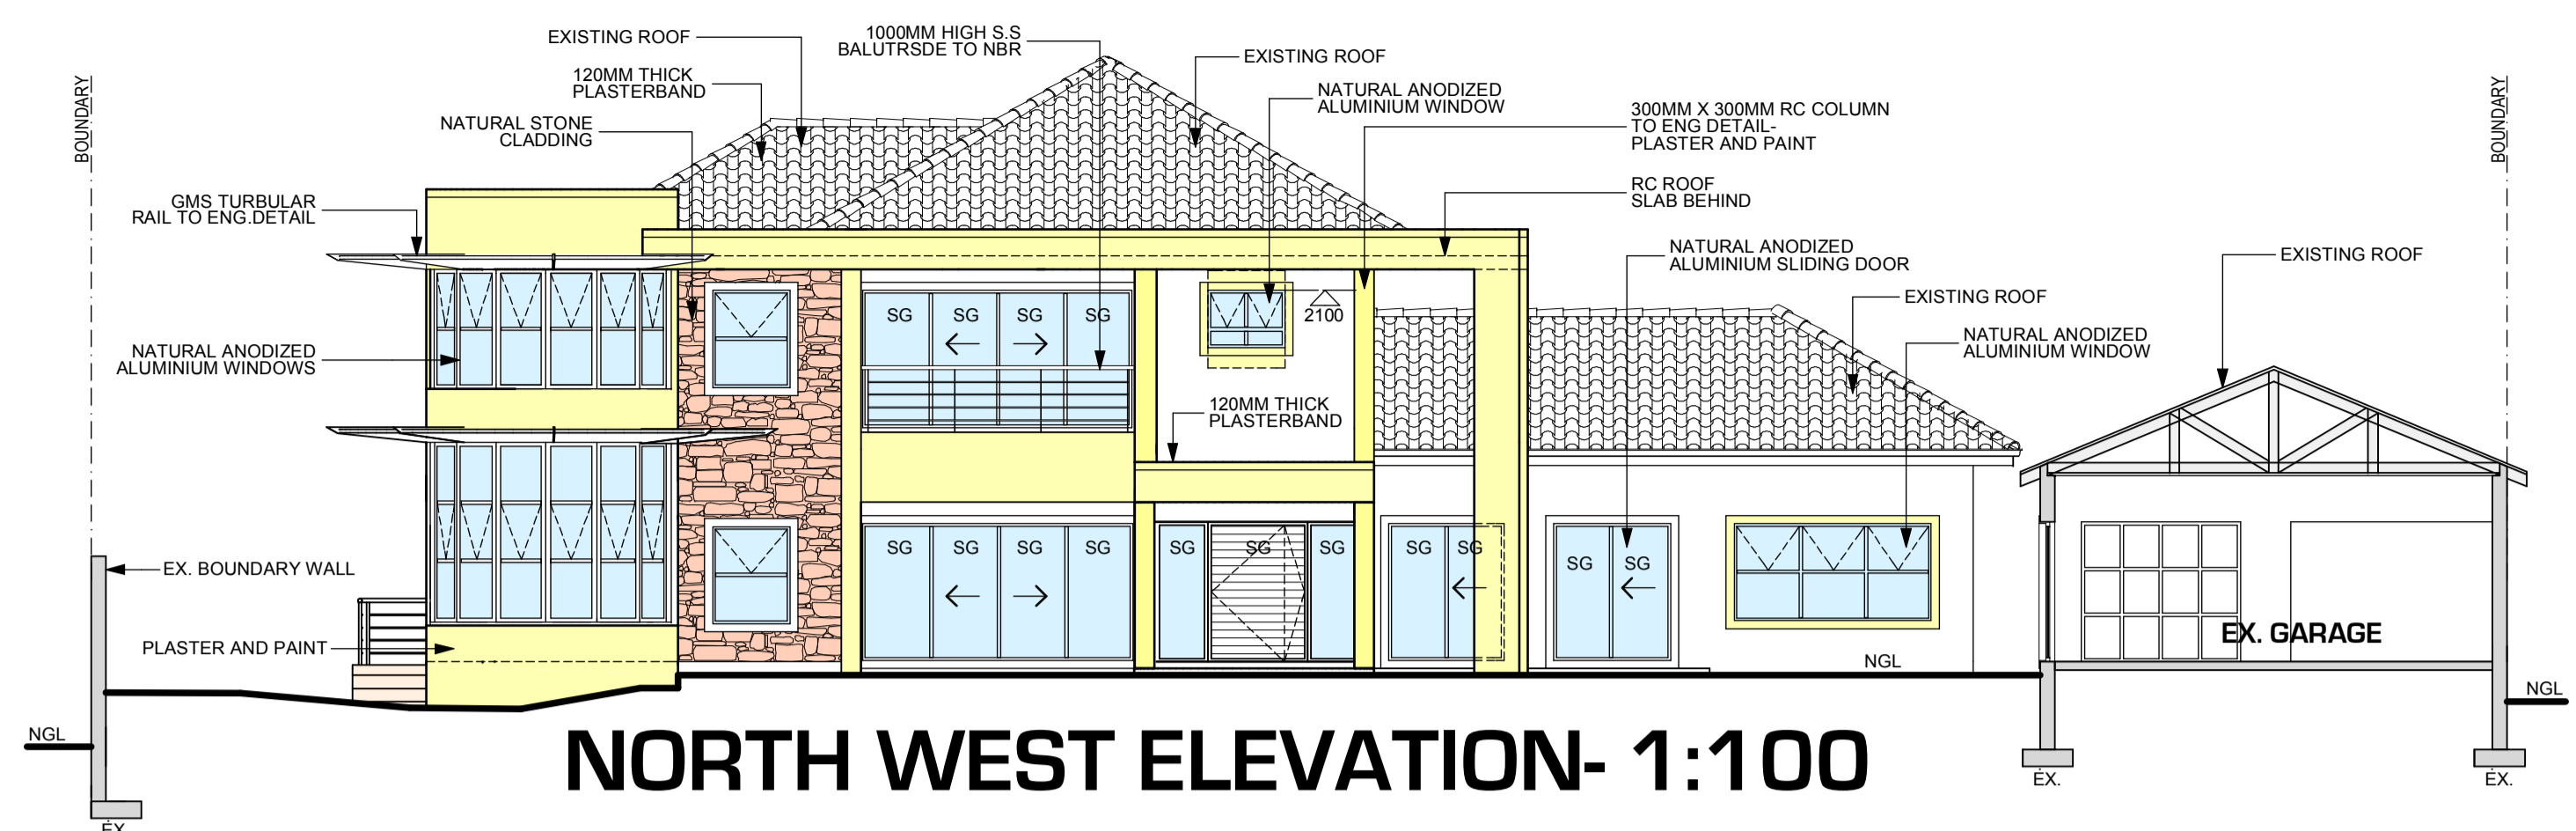 EXISTING ROOF
1000MM HIGH S.S
BALUTRSDE TO NBR
EXISTING ROOF
120MM THICK
PLASTERBAND
NATURAL ANODIZED
ALUMINIUM WINDOW
300MM X 300MM RC COLUMN
TO ENG DETAIL-
PLASTER AND PAINT
BOUNDARY
BOUNDARY
NATURAL STONE
CLADDING
RC ROOF
SLAB BEHIND
GMS TURBULAR
RAIL TO ENG.DETAIL
NATURAL ANODIZED
ALUMINIUM SLIDING DOOR
EXISTING ROOF
EXISTING ROOF
NATURAL ANODIZED
ALUMINIUM WINDOW
SG SG SG SG
2100
NATURAL ANODIZED
ALUMINIUM WINDOWS
120MM THICK
PLASTERBAND
SG SG SG SG SG SG SG SG SG SG SG
EX. BOUNDARY WALL
PLASTER AND PAINT
EX. GARAGE
NGL
NGL
NGL
NORTH WEST ELEVATION- 1:100
EX.
EX.
EX